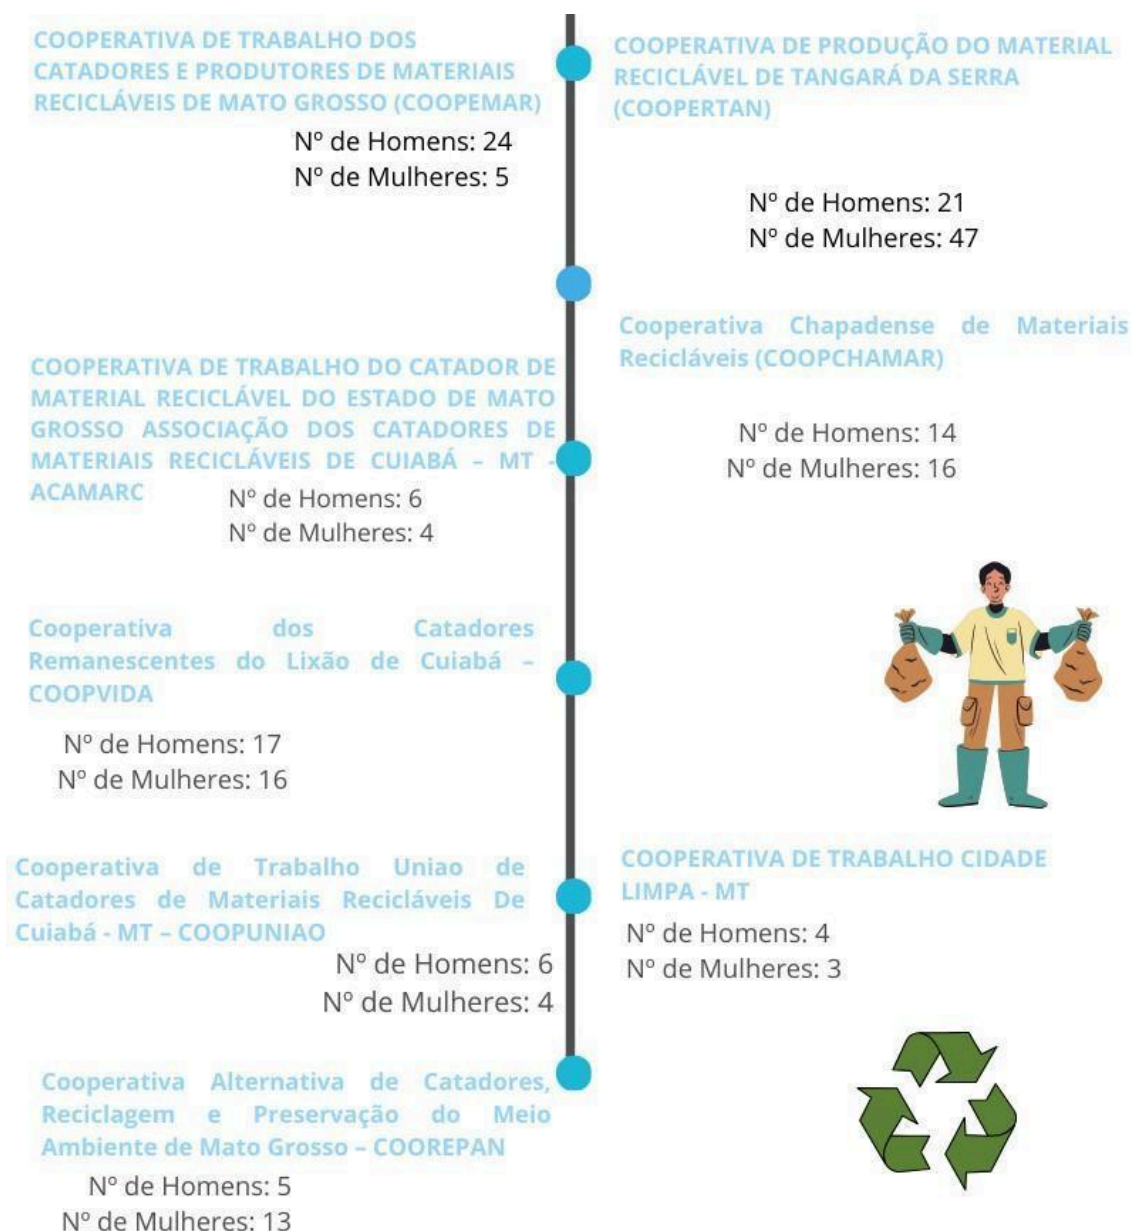 COOPERATIVA DE TRABALHO DOS
CATADORES E PRODUTORES DE MATERIAIS
RECICLÁVEIS DE MATO GROSSO (COOPEMAR)
Nº de Homens: 24
Nº de Mulheres: 5
COOPERATIVA DE PRODUÇÃO DO MATERIAL
RECICLÁVEL DE TANGARÁ DA SERRA
(COOPERTAN)
Nº de Homens: 21
Nº de Mulheres: 47
Cooperativa Chapadense de Materiais
Recicláveis (COOPCHAMAR)
Nº de Homens: 14
Nº de Mulheres: 16
COOPERATIVA DE TRABALHO DO CATADOR DE
MATERIAL RECICLÁVEL DO ESTADO DE MATO
GROSSO ASSOCIAÇÃO DOS CATADORES DE
MATERIAIS RECICLÁVEIS DE CUIABÁ – MT -
ACAMARC
Nº de Homens: 6
Nº de Mulheres: 4
Cooperativa dos Catadores
Remanescentes do Lixão de Cuiabá –
COOPVIDA
Nº de Homens: 17
Nº de Mulheres: 16
Cooperativa de Trabalho Uniao de
Catadores de Materiais Recicláveis De
Cuiabá - MT – COOPUNIAO
Nº de Homens: 6
Nº de Mulheres: 4
COOPERATIVA DE TRABALHO CIDADE
LIMPA - MT
Nº de Homens: 4
Nº de Mulheres: 3
Cooperativa Alternativa de Catadores,
Reciclagem e Preservação do Meio
Ambiente de Mato Grosso – COOREPAN
Nº de Homens: 5
Nº de Mulheres: 13